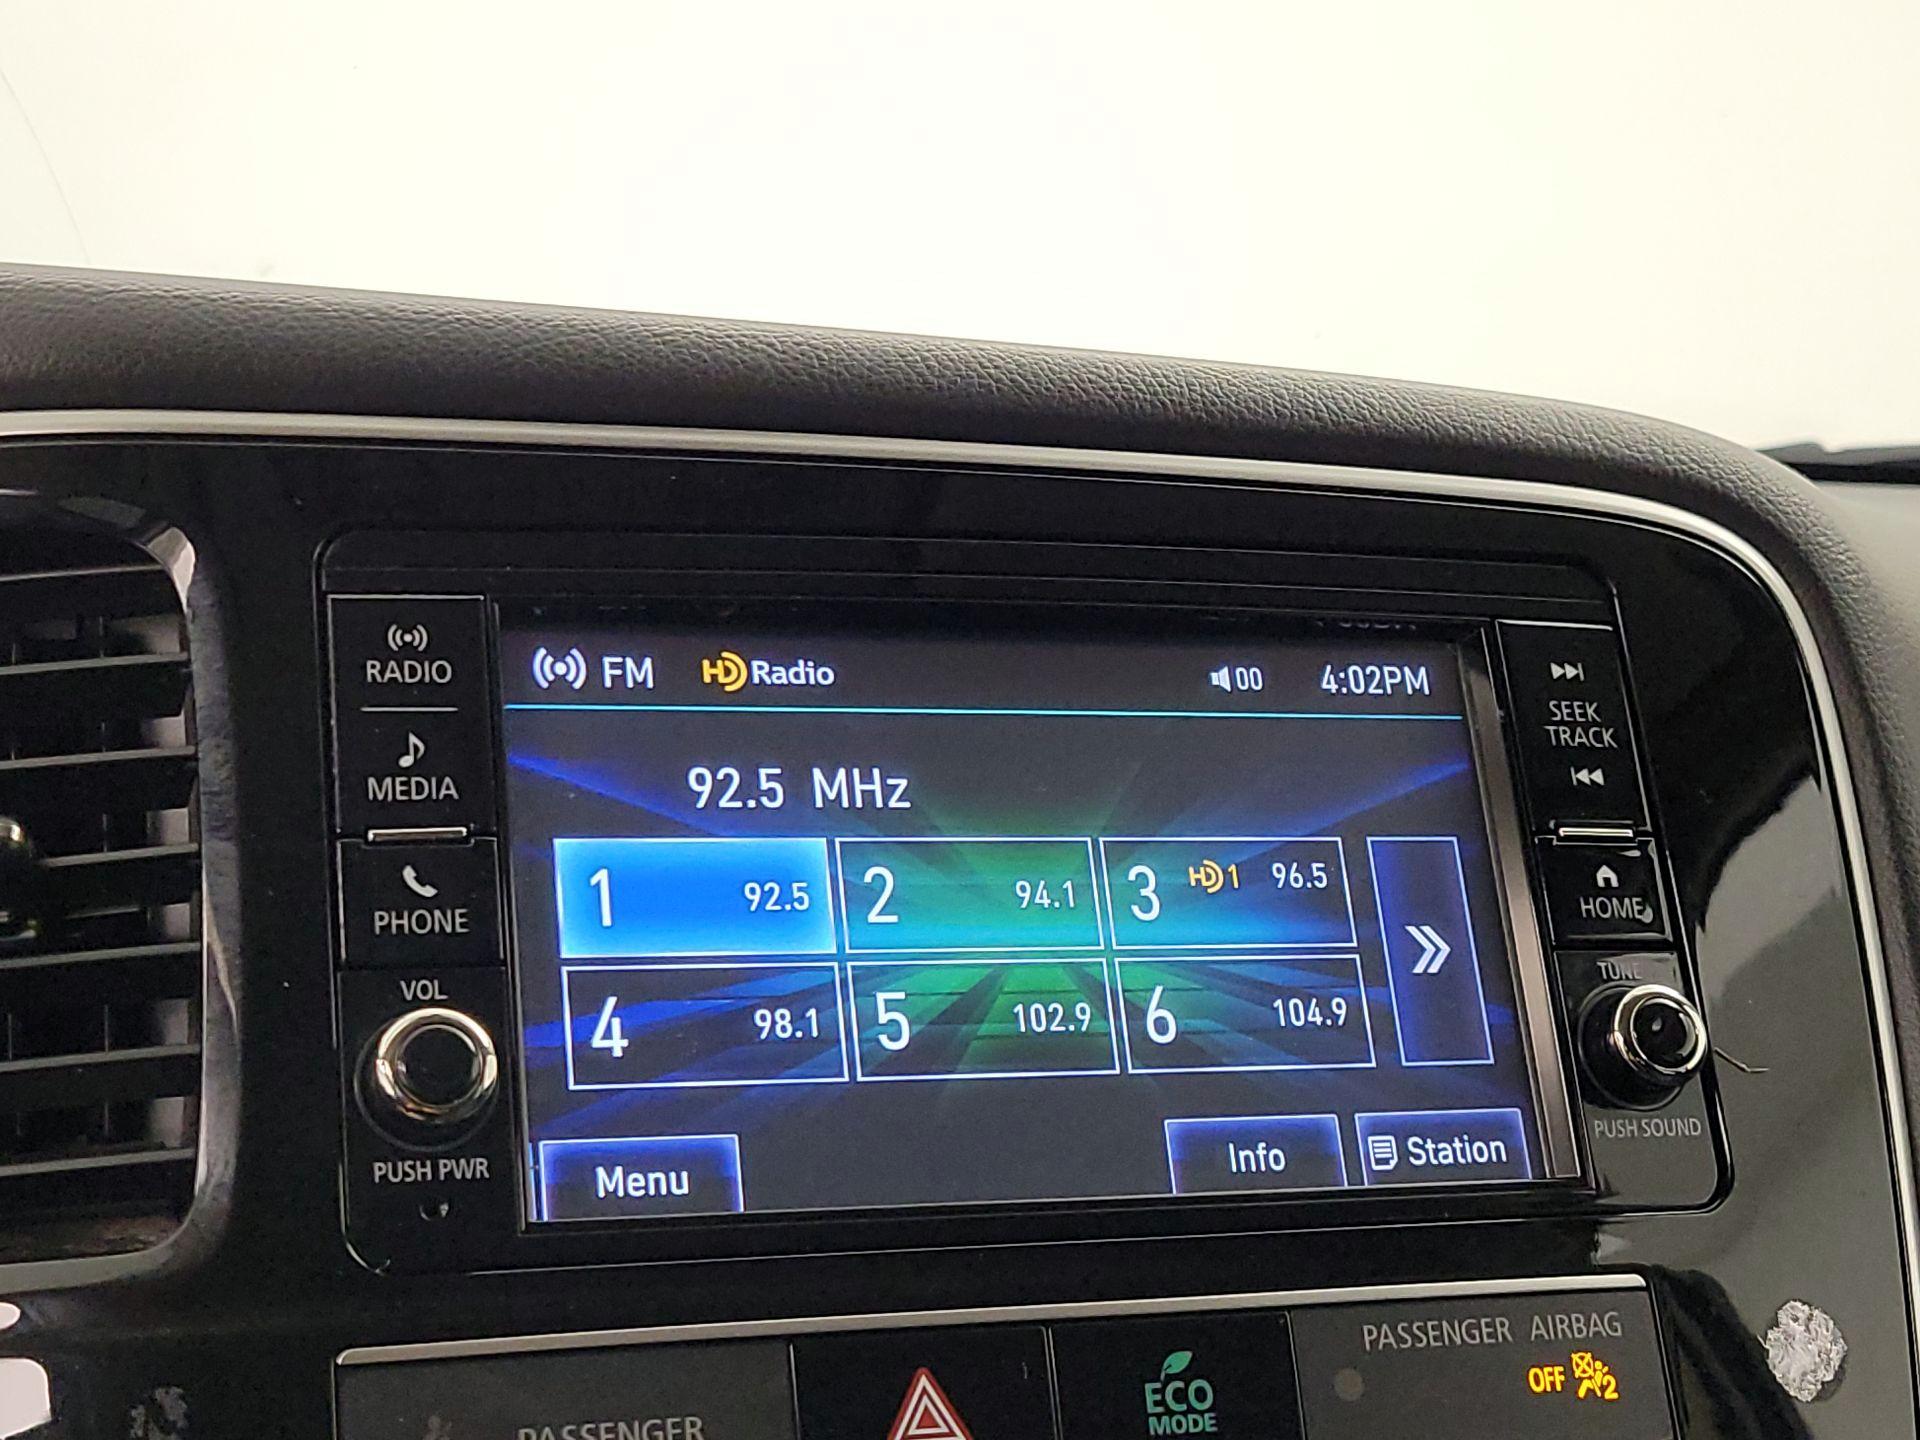 RADIO
MEDIA
PHONE
VOL
PUSH PWR
FM HD Radio 00 4:02PM
92.5 MHz
1 92.5
2 94.1
3 HD1 96.5
4 98.1
5 102.9
6 104.9
Menu
Info
Station
SEEK
TRACK
HOME
TUNE
PUSH SOUND
PASSENGER
ECO
MODE
PASSENGER AIRBAG
OFF 2